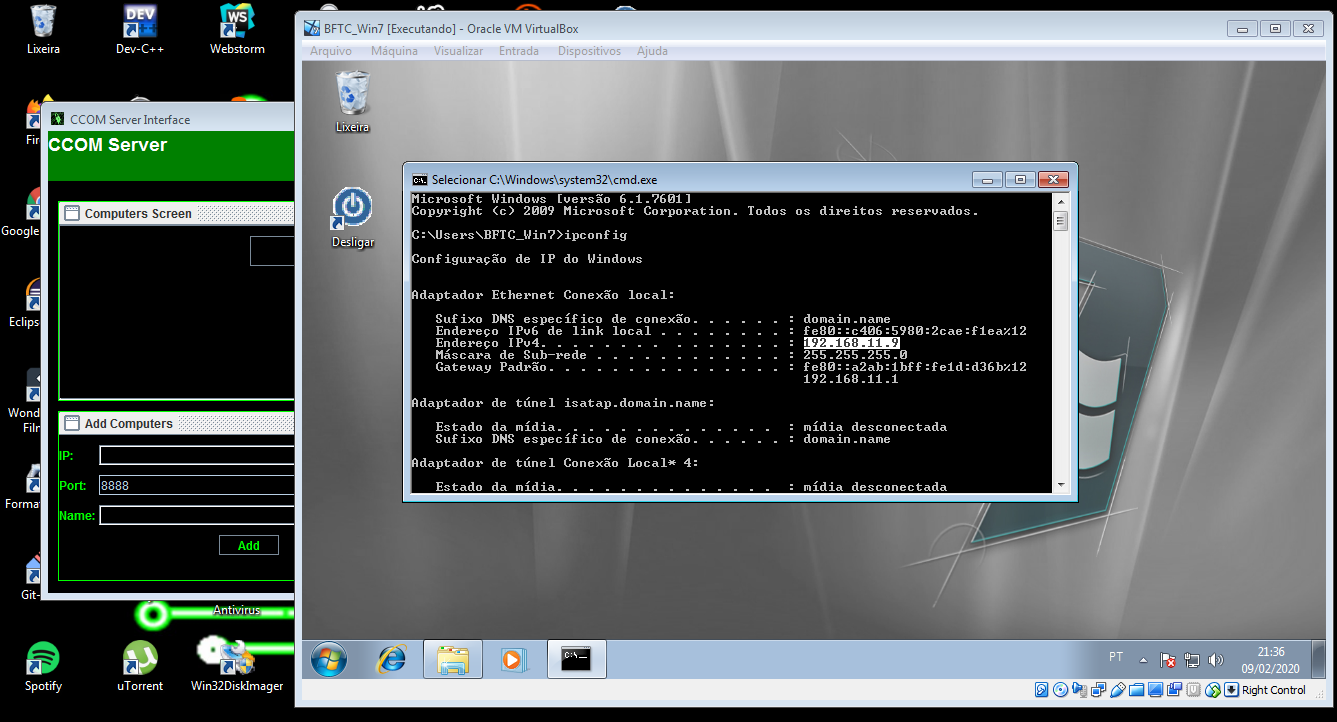 Lixeira
Dev-C++
Webstorm
Fir
Google
Eclips
Wond
Film
Format
Git-
Antivirus
Spotify
uTorrent
Win32DiskImager
CCOM Server Interface
CCOM Server
Computers Screen
Add Computers
IP:
Port: 8888
Name:
Add
BFTC_Win7 [Executando] - Oracle VM VirtualBox
Arquivo Máquina Visualizar Entrada Dispositivos Ajuda
Lixeira
Desligar
Selecionar C:\Windows\system32\cmd.exe
Microsoft Windows [versão 6.1.7601]
Copyright (c) 2009 Microsoft Corporation. Todos os direitos reservados.
C:\Users\BFTC_Win7>ipconfig
Configuração de IP do Windows
Adaptador Ethernet Conexão local:
Sufixo DNS específico de conexão. . . . . . : domain.name
Endereço IPv6 de link local . . . . . . . . : fe80::c406:5980:2cae:f1ea%12
Endereço IPv4. . . . . . . . . . . . . . . : 192.168.11.9
Máscara de Sub-rede . . . . . . . . . . . . : 255.255.255.0
Gateway Padrão. . . . . . . . . . . . . . . : fe80::a2ab:1bff:fe1d:d36b%12
192.168.11.1
Adaptador de túnel isatap.domain.name:
Estado da mídia. . . . . . . . . . . . . . : mídia desconectada
Sufixo DNS específico de conexão. . . . . . : domain.name
Adaptador de túnel Conexão Local* 4:
Estado da mídia. . . . . . . . . . . . . . : mídia desconectada
PT
21:36
09/02/2020
Right Control